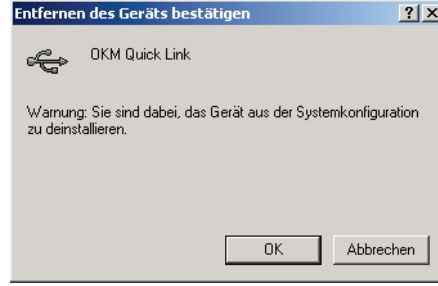 Entfernen des Geräts bestätigen
OKM Quick Link
Warnung: Sie sind dabei, das Gerät aus der Systemkonfiguration
zu deinstallieren.
OK Abbrechen